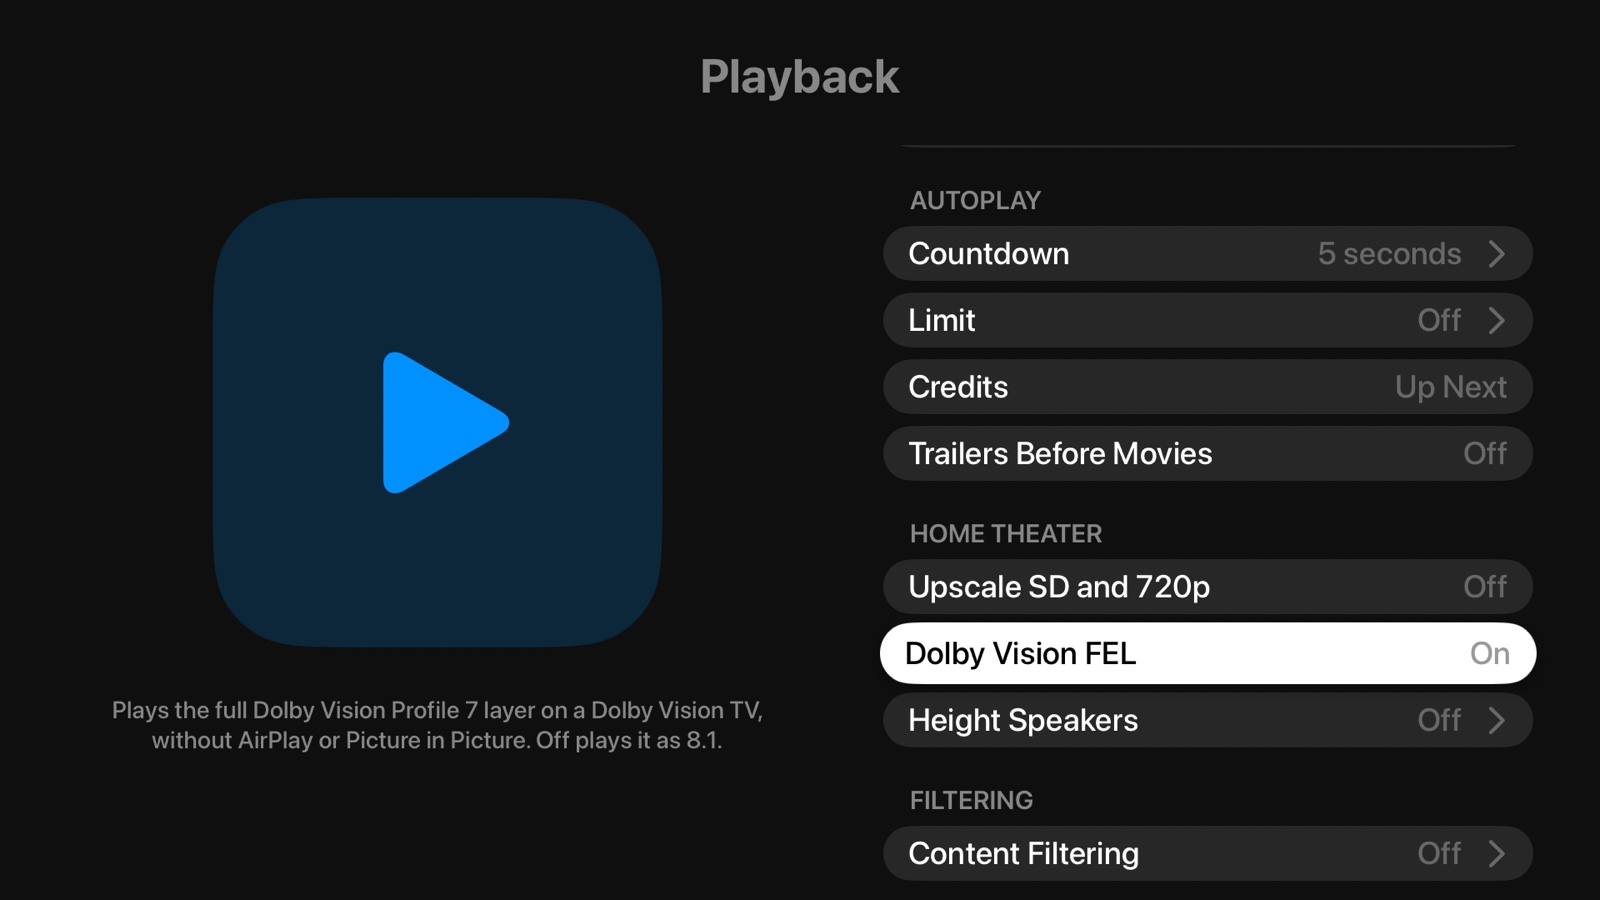 Playback
AUTOPLAY
Countdown 5 seconds
Limit Off
Credits Up Next
Trailers Before Movies Off
HOME THEATER
Upscale SD and 720p Off
Dolby Vision FEL On
Height Speakers Off
FILTERING
Content Filtering Off
Plays the full Dolby Vision Profile 7 layer on a Dolby Vision TV,
without AirPlay or Picture in Picture. Off plays it as 8.1.